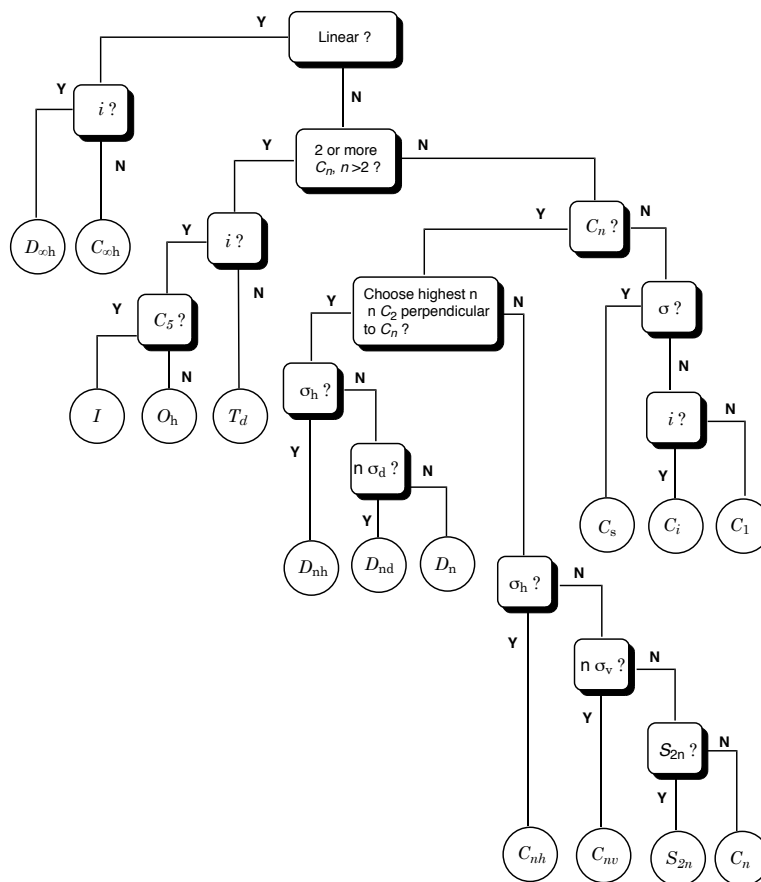 Y
Linear ?
Y
i ?
N
N
Y
2 or more
Cₙ, n >2 ?
N
D∞h
C∞h
Y
i ?
Y
Cₙ ?
N
Y
C₅ ?
N
Y
Choose highest n
n C₂ perpendicular
to Cₙ ?
N
Y
σ ?
N
N
I
Oh
Td
σh ?
N
i ?
N
Y
n σd ?
N
Y
Y
Cs
Ci
C₁
Dnh
Dnd
Dn
σh ?
N
Y
n σv ?
N
Y
S₂ₙ ?
N
Y
Cnh
Cnv
S₂ₙ
Cₙ